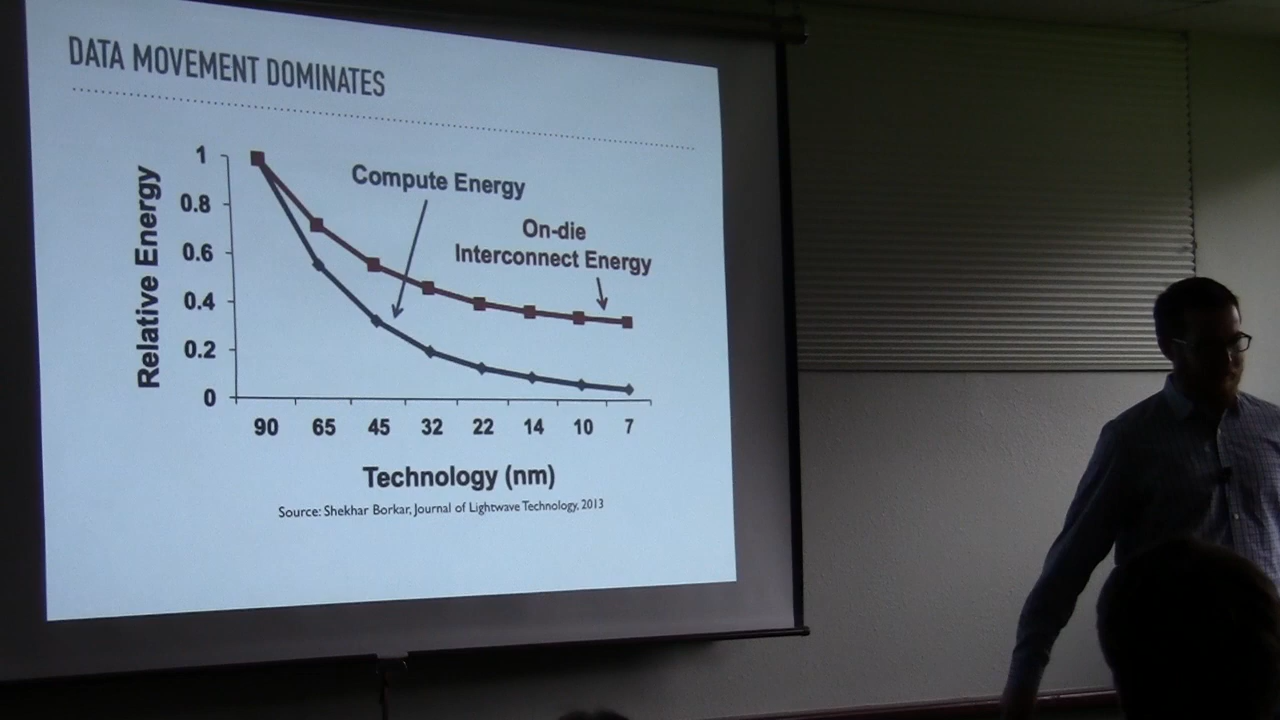 DATA MOVEMENT DOMINATES
Relative Energy
1
0.8
0.6
0.4
0.2
0
Compute Energy
On-die
Interconnect Energy
90 65 45 32 22 14 10 7
Technology (nm)
Source: Shekhar Borkar, Journal of Lightwave Technology, 2013